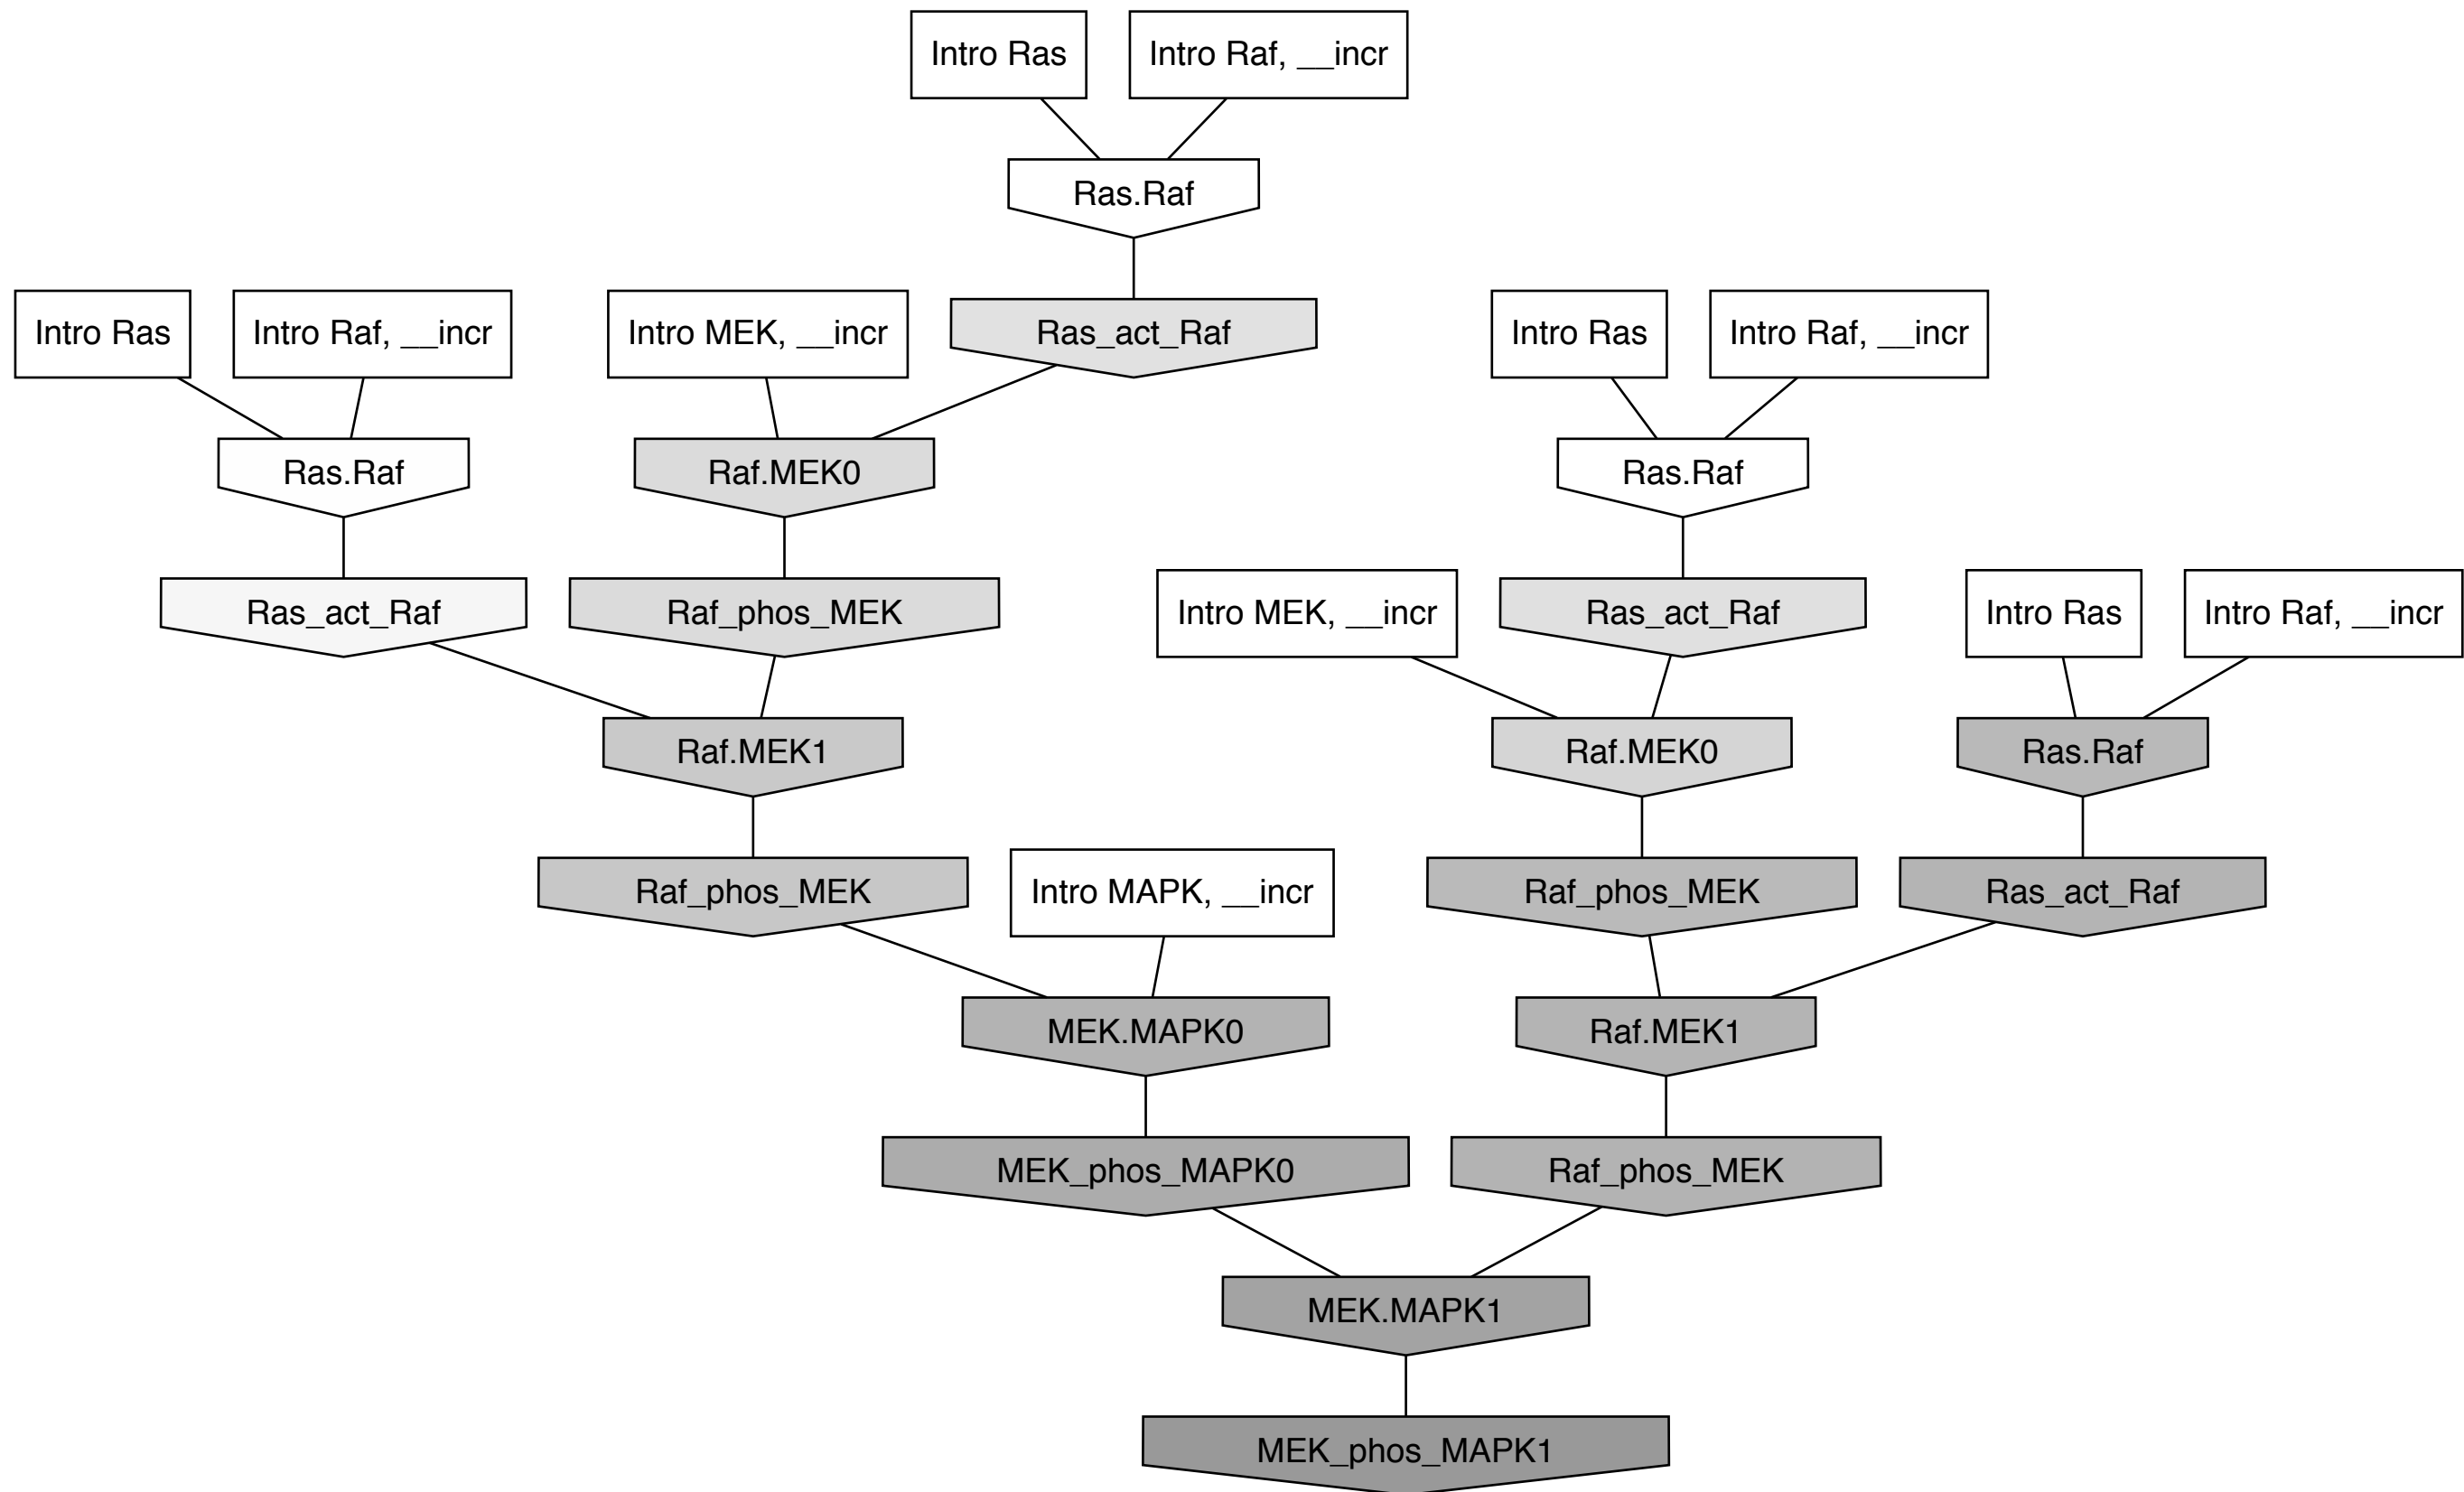 Intro Ras
Intro Raf, __incr
Ras.Raf
Intro Ras
Intro Raf, __incr
Intro MEK, __incr
Ras_act_Raf
Intro Ras
Intro Raf, __incr
Ras.Raf
Raf.MEK0
Ras.Raf
Ras_act_Raf
Raf_phos_MEK
Intro MEK, __incr
Ras_act_Raf
Intro Ras
Intro Raf, __incr
Raf.MEK1
Raf.MEK0
Ras.Raf
Raf_phos_MEK
Intro MAPK, __incr
Raf_phos_MEK
Ras_act_Raf
MEK.MAPK0
Raf.MEK1
MEK_phos_MAPK0
Raf_phos_MEK
MEK.MAPK1
MEK_phos_MAPK1